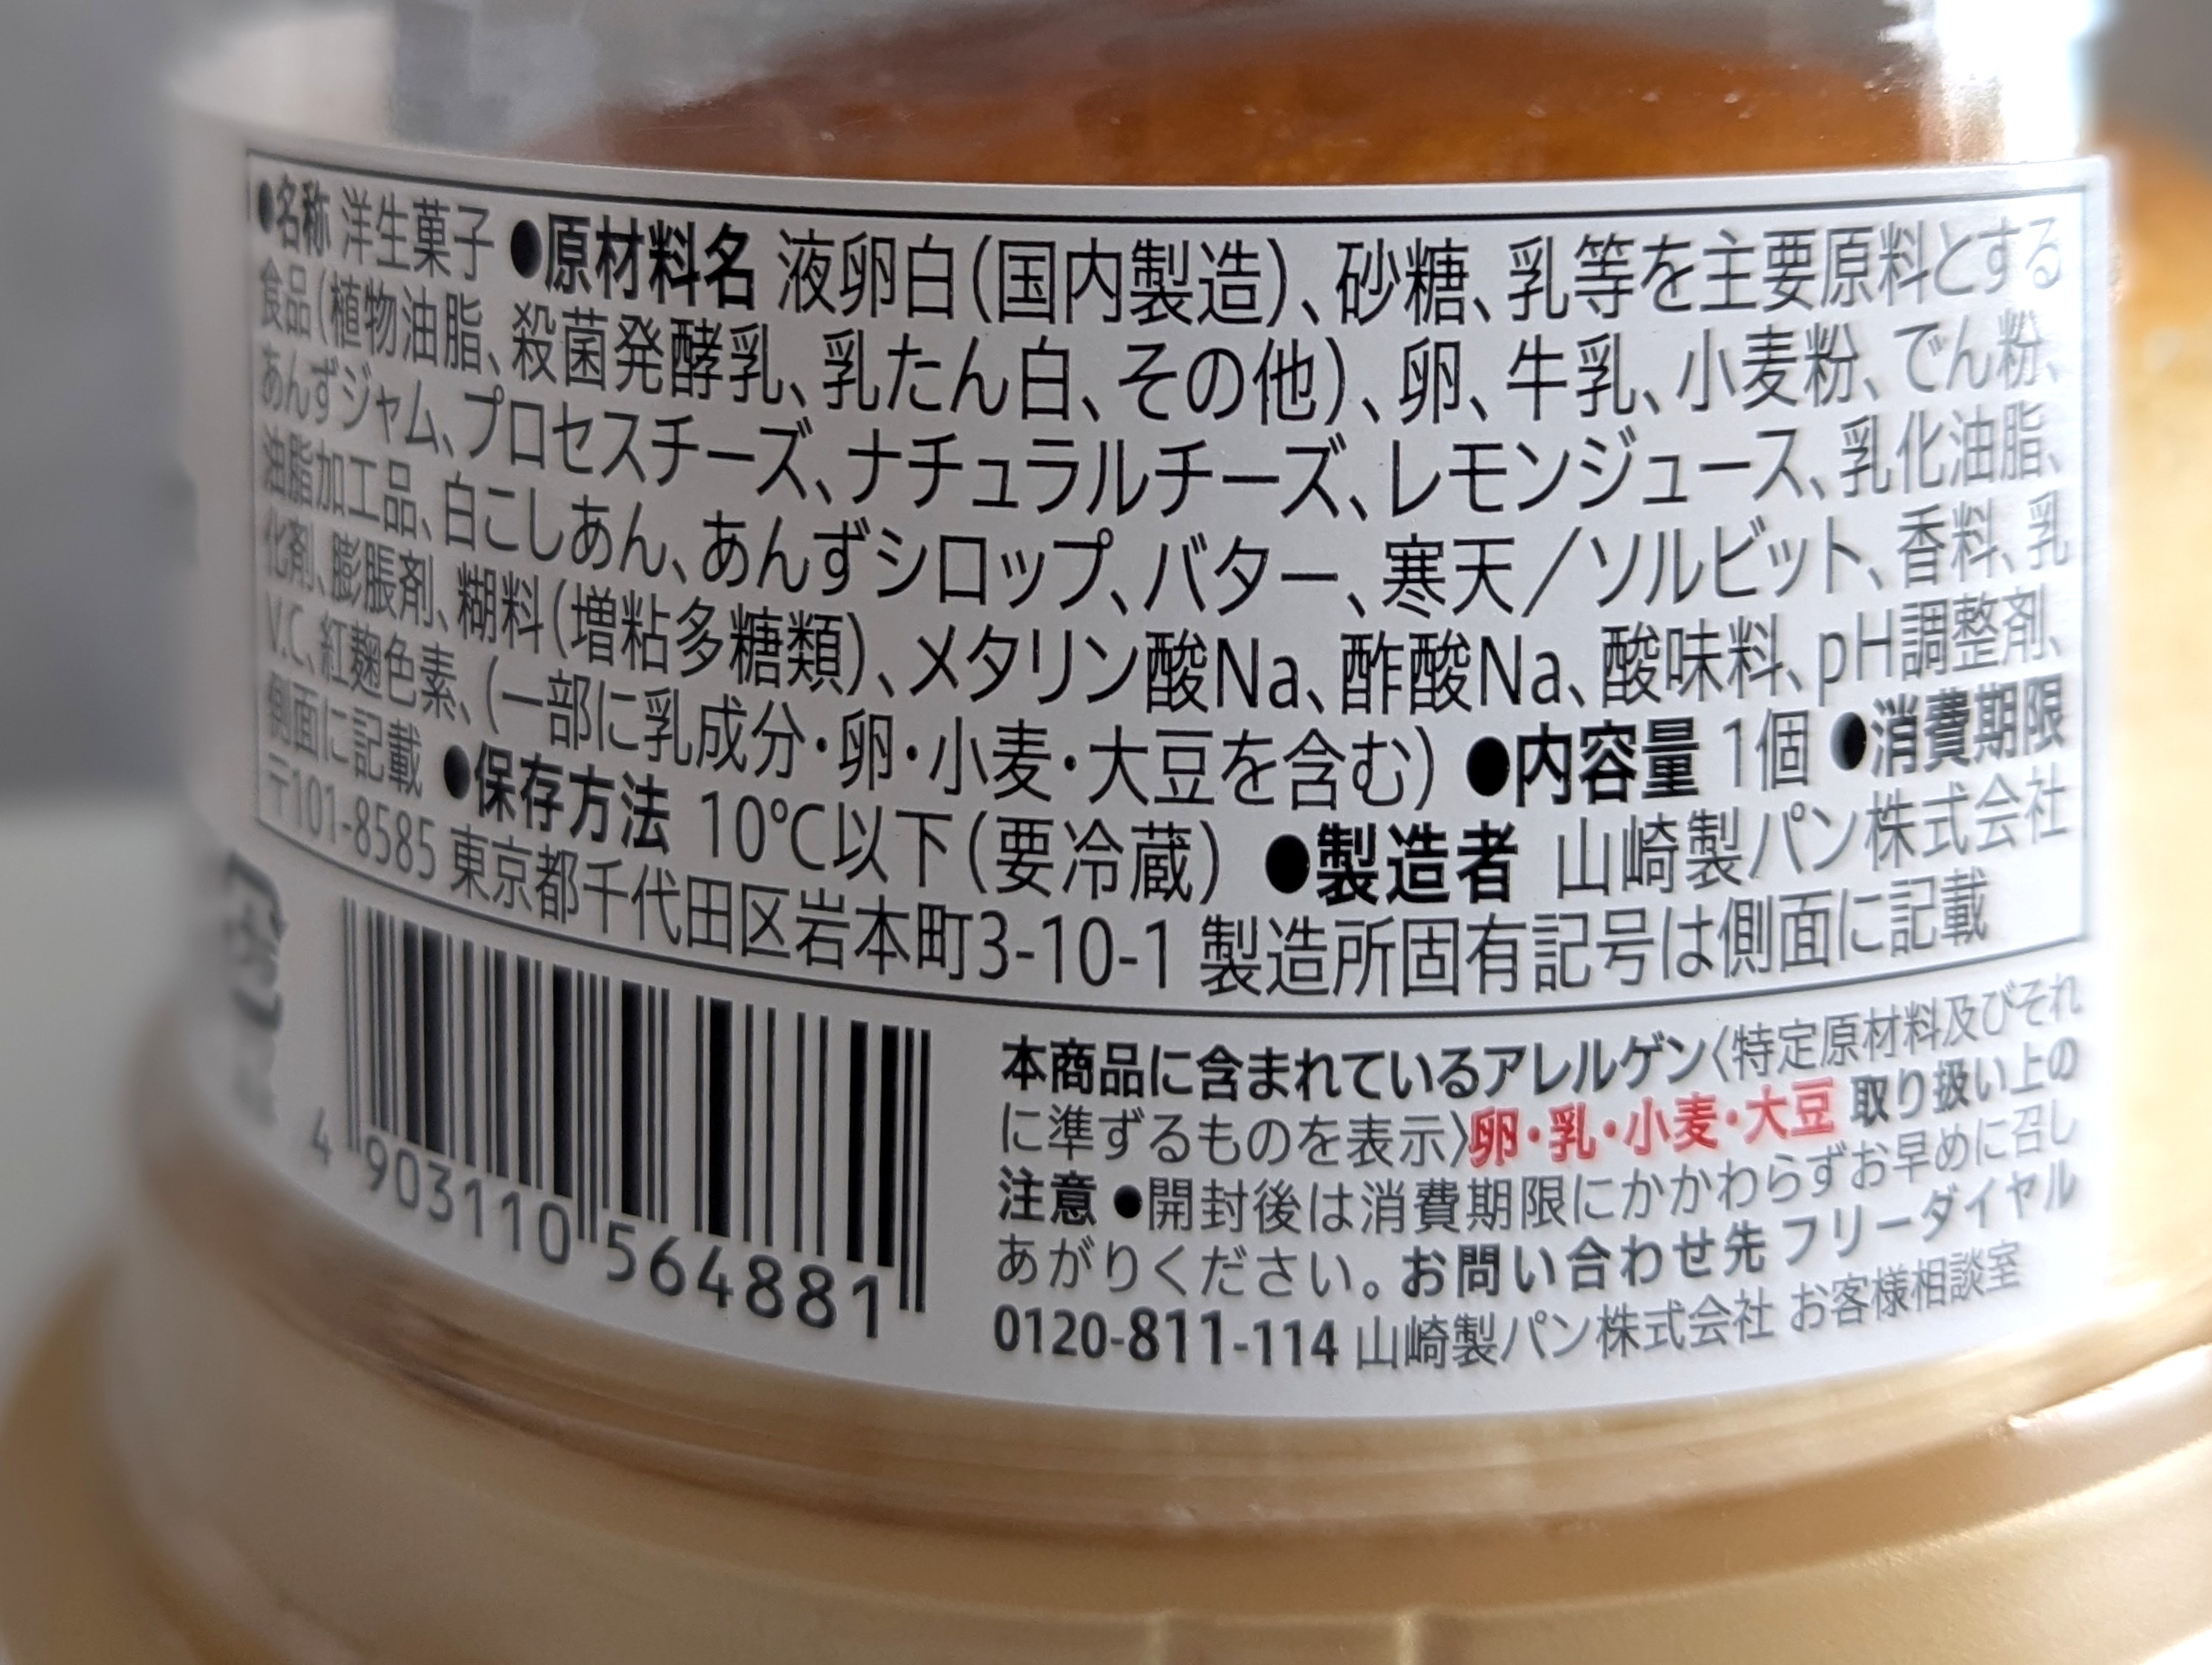 ●名称 洋生菓子 ●原材料名 液卵白(国内製造)、砂糖、乳等を主要原料とする
食品(植物油脂、殺菌発酵乳、乳たん白、その他)、卵、牛乳、小麦粉、でん粉、
あんずジャム、プロセスチーズ、ナチュラルチーズ、レモンジュース、乳化油脂、
油脂加工品、白こしあん、あんずシロップ、バター、寒天/ソルビット、香料、乳
化剤、膨脹剤、糊料(増粘多糖類)、メタリン酸Na、酢酸Na、酸味料、pH調整剤、
V.C、紅麹色素、(一部に乳成分・卵・小麦・大豆を含む) ●内容量 1個 ●消費期限
側面に記載 ●保存方法 10℃以下(要冷蔵) ●製造者 山崎製パン株式会社
〒101-8585 東京都千代田区岩本町3-10-1 製造所固有記号は側面に記載
4 903110 564881
本商品に含まれているアレルゲン〈特定原材料及びそれ
に準ずるものを表示〉卵・乳・小麦・大豆 取り扱い上の
注意 ●開封後は消費期限にかかわらずお早めに召し
あがりください。お問い合わせ先 フリーダイヤル
0120-811-114 山崎製パン株式会社 お客様相談室